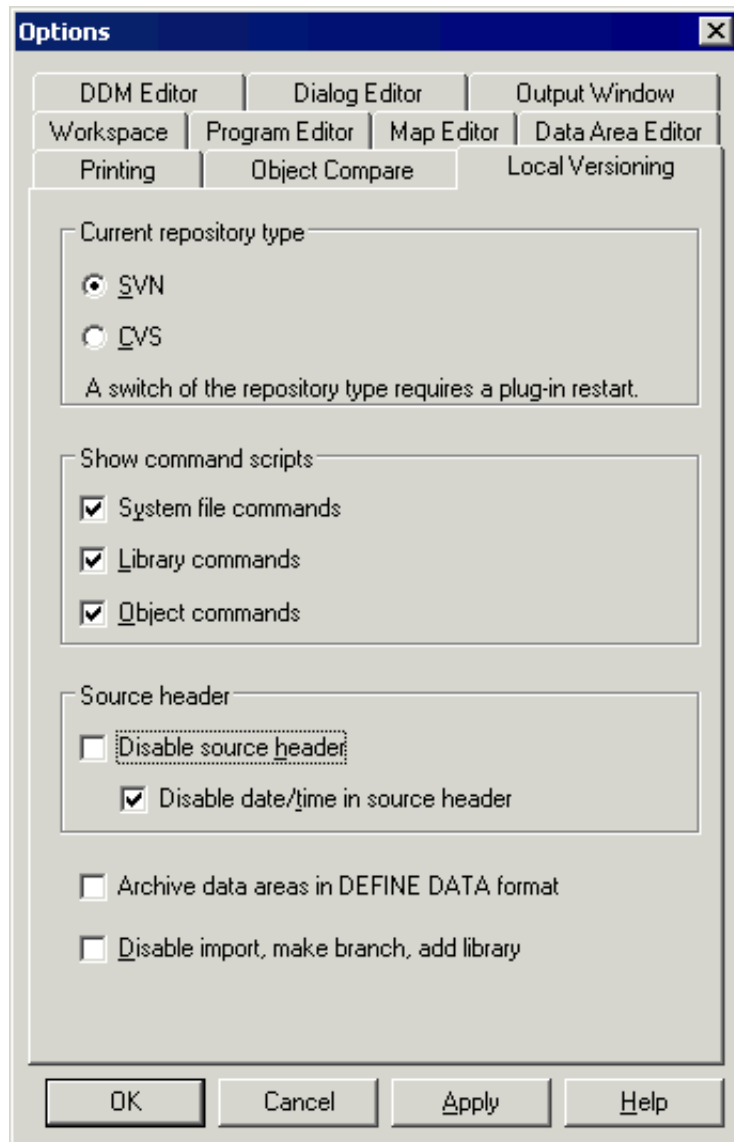 Options
DDM Editor Dialog Editor Output Window
Workspace Program Editor Map Editor Data Area Editor
Printing Object Compare Local Versioning
Current repository type
SVN
CVS
A switch of the repository type requires a plug-in restart.
Show command scripts
System file commands
Library commands
Object commands
Source header
Disable source header
Disable date/time in source header
Archive data areas in DEFINE DATA format
Disable import, make branch, add library
OK Cancel Apply Help